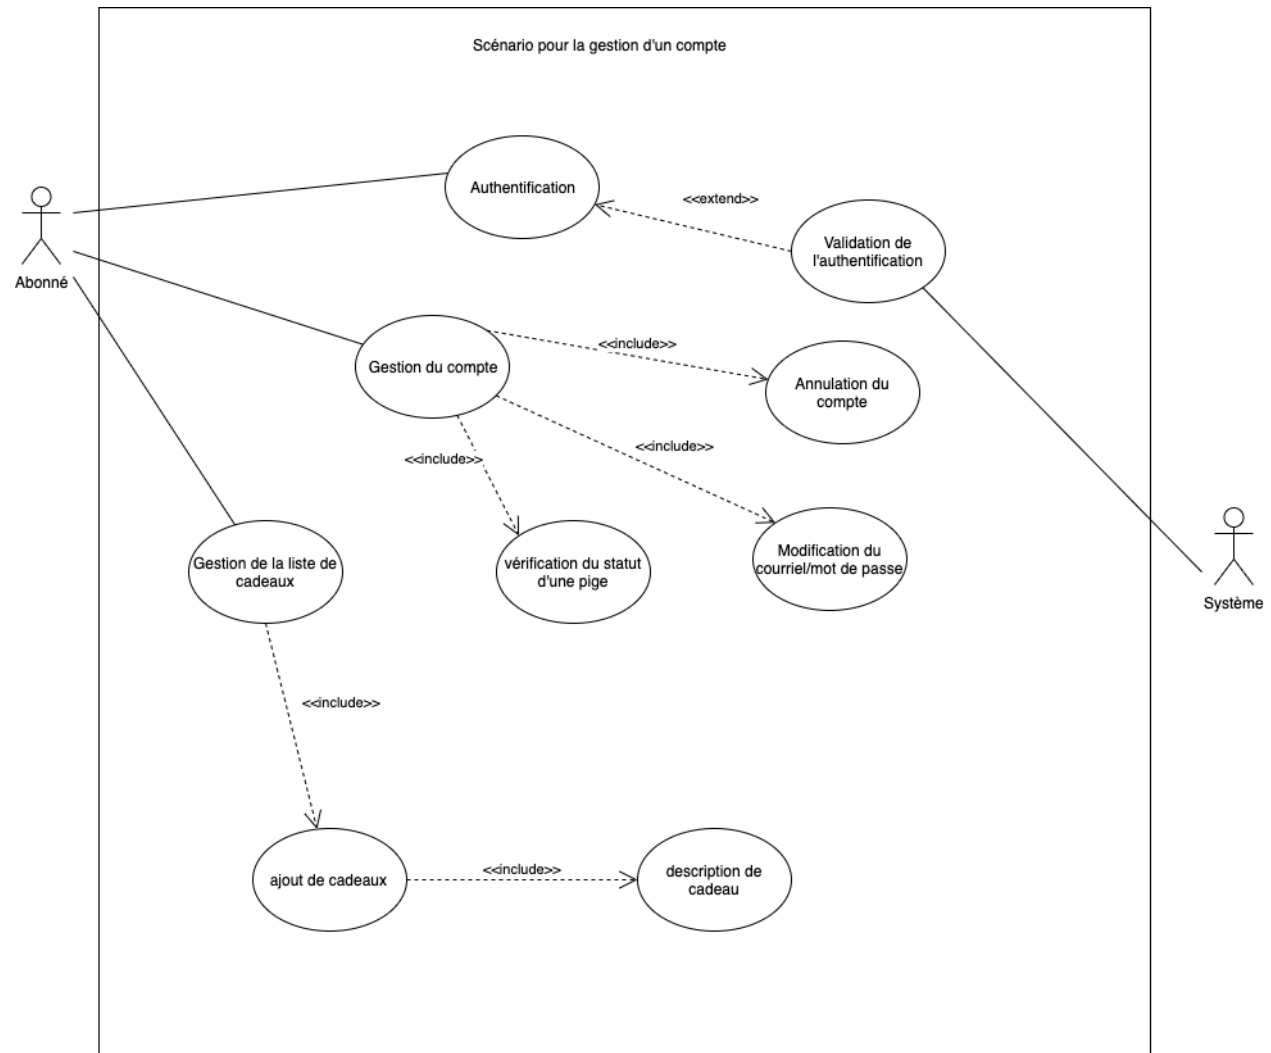 Scénario pour la gestion d'un compte
Authentification
<<extend>>
Validation de
l'authentification
Abonné
Gestion du compte
<<include>>
Annulation du
compte
<<include>>
<<include>>
Gestion de la liste de
cadeaux
vérification du statut
d'une pige
Modification du
courriel/mot de passe
Système
<<include>>
ajout de cadeaux
<<include>>
description de
cadeau